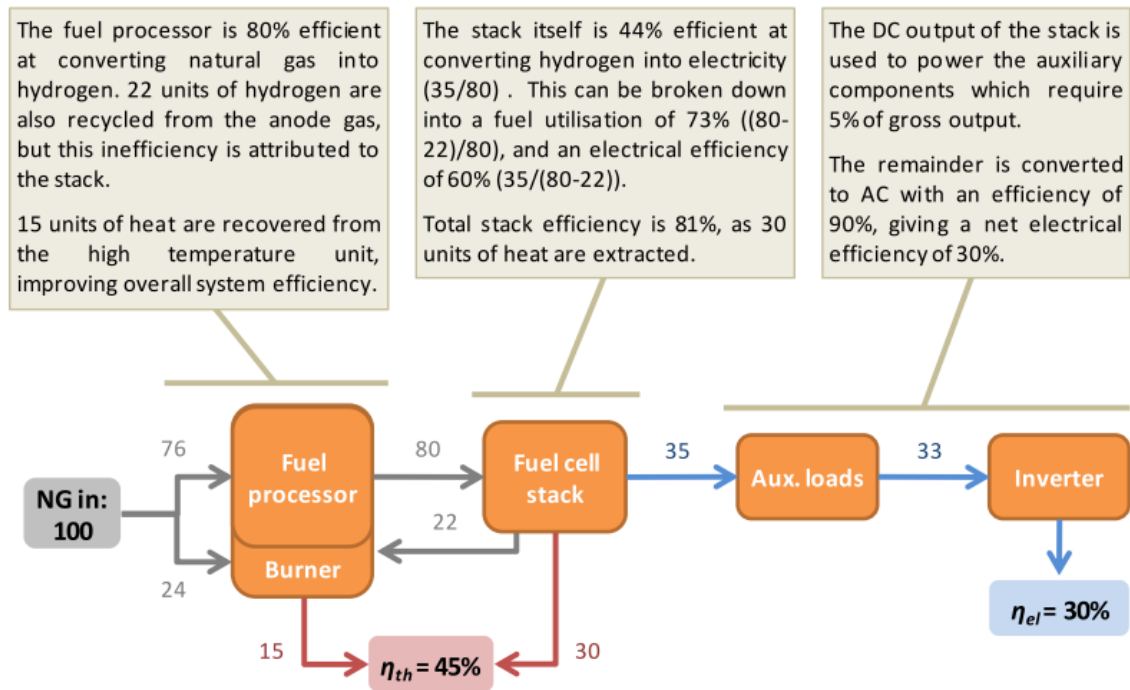 The fuel processor is 80% efficient
at converting natural gas into
hydrogen. 22 units of hydrogen are
also recycled from the anode gas,
but this inefficiency is attributed to
the stack.
15 units of heat are recovered from
the high temperature unit,
improving overall system efficiency.
The stack itself is 44% efficient at
converting hydrogen into electricity
(35/80) . This can be broken down
into a fuel utilisation of 73% ((80-
22)/80), and an electrical efficiency
of 60% (35/(80-22)).
Total stack efficiency is 81%, as 30
units of heat are extracted.
The DC output of the stack is
used to power the auxiliary
components which require
5% of gross output.
The remainder is converted
to AC with an efficiency of
90%, giving a net electrical
efficiency of 30%.
NG in:
100
76
24
Fuel
processor
Burner
80
22
Fuel cell
stack
35
Aux. loads
33
Inverter
15
η_th = 45%
30
η_el = 30%